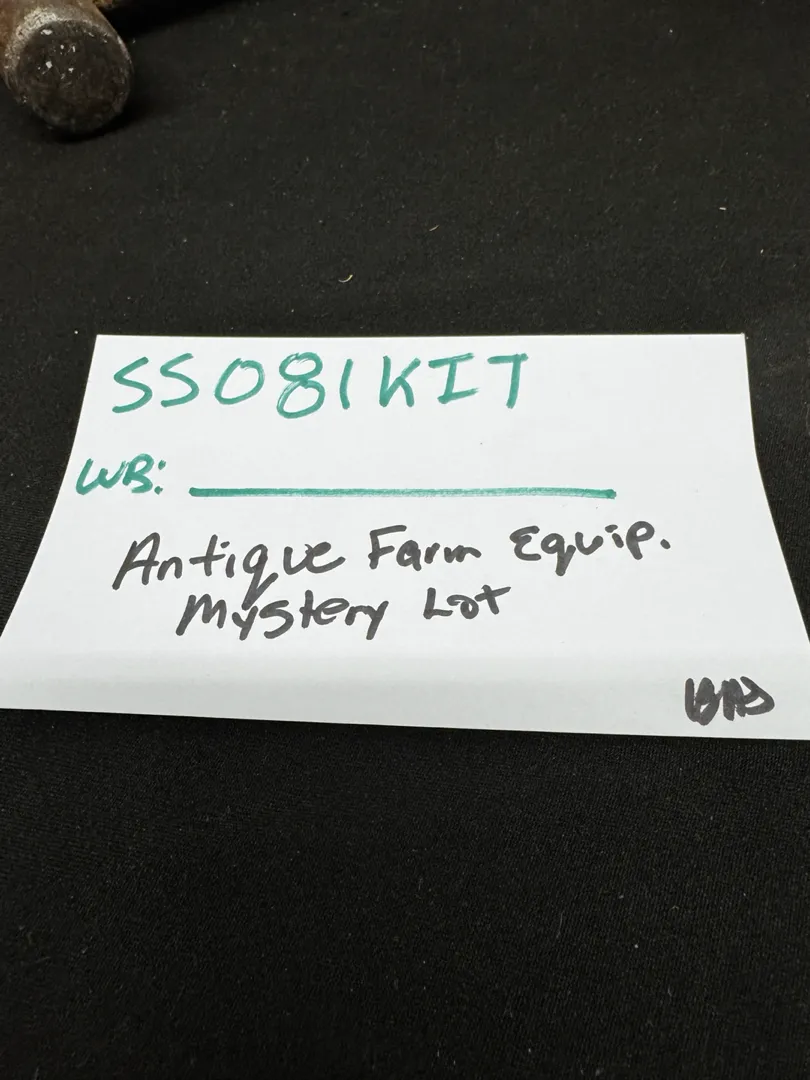 SS081KIT
WB:
Antique Farm Equip.
Mystery Lot